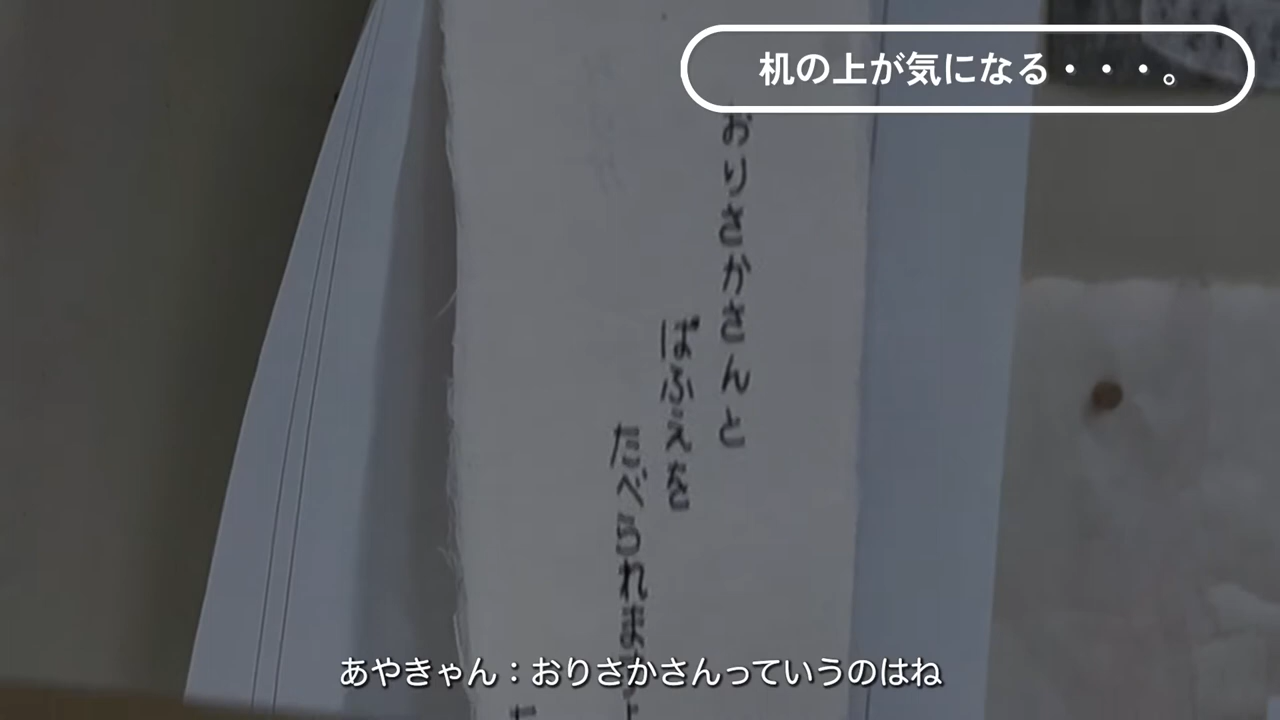 机の上が気になる・・・。
おりさかさんと
ぱふぇを
たべられま
あやきゃん：おりさかさんっていうのはね